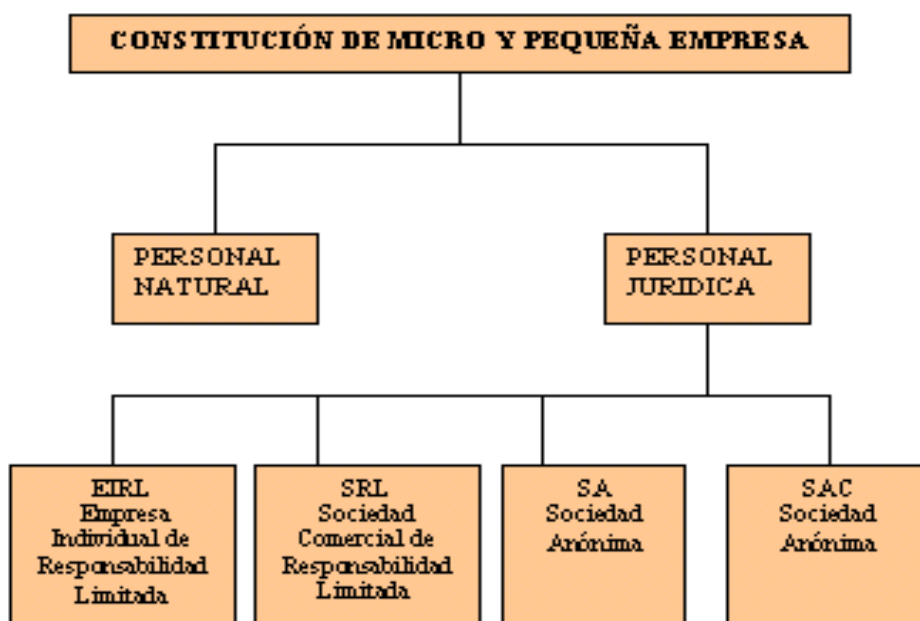 CONSTITUCIÓN DE MICRO Y PEQUEÑA EMPRESA
PERSONAL
NATURAL
PERSONAL
JURIDICA
EIRL
Empresa
Individual de
Responsabilidad
Limitada
SRL
Sociedad
Comercial de
Responsabilidad
Limitada
SA
Sociedad
Anónima
SAC
Sociedad
Anónima